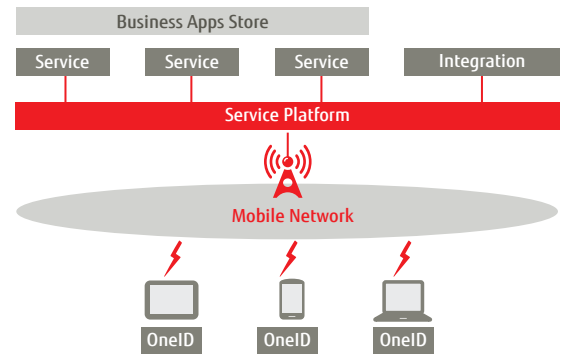 Business Apps Store
Service
Service
Service
Integration
Service Platform
Mobile Network
OneID
OneID
OneID